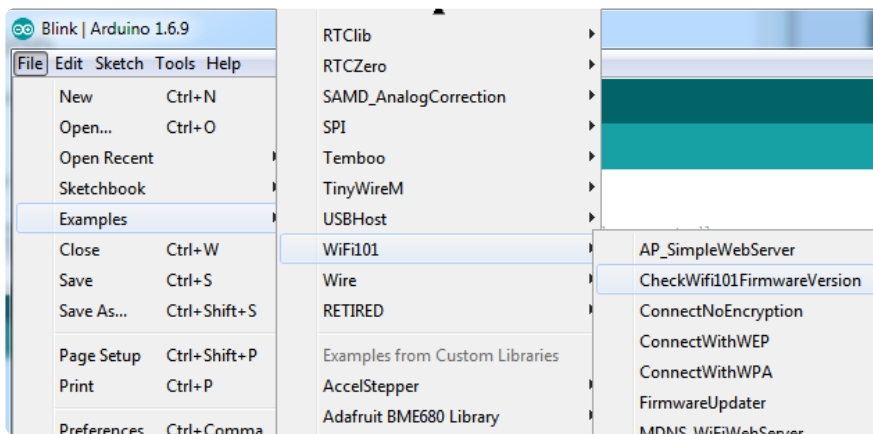 Blink | Arduino 1.6.9
File Edit Sketch Tools Help
New Ctrl+N
Open... Ctrl+O
Open Recent
Sketchbook
Examples
Close Ctrl+W
Save Ctrl+S
Save As... Ctrl+Shift+S
Page Setup Ctrl+Shift+P
Print Ctrl+P
Preferences Ctrl+Comma
RTClib
RTCZero
SAMD_AnalogCorrection
SPI
Temboo
TinyWireM
USBHost
WiFi101
Wire
RETIRED
Examples from Custom Libraries
AccelStepper
Adafruit BME680 Library
AP_SimpleWebServer
CheckWifi101FirmwareVersion
ConnectNoEncryption
ConnectWithWEP
ConnectWithWPA
FirmwareUpdater
MDNS_WiFiWebServer